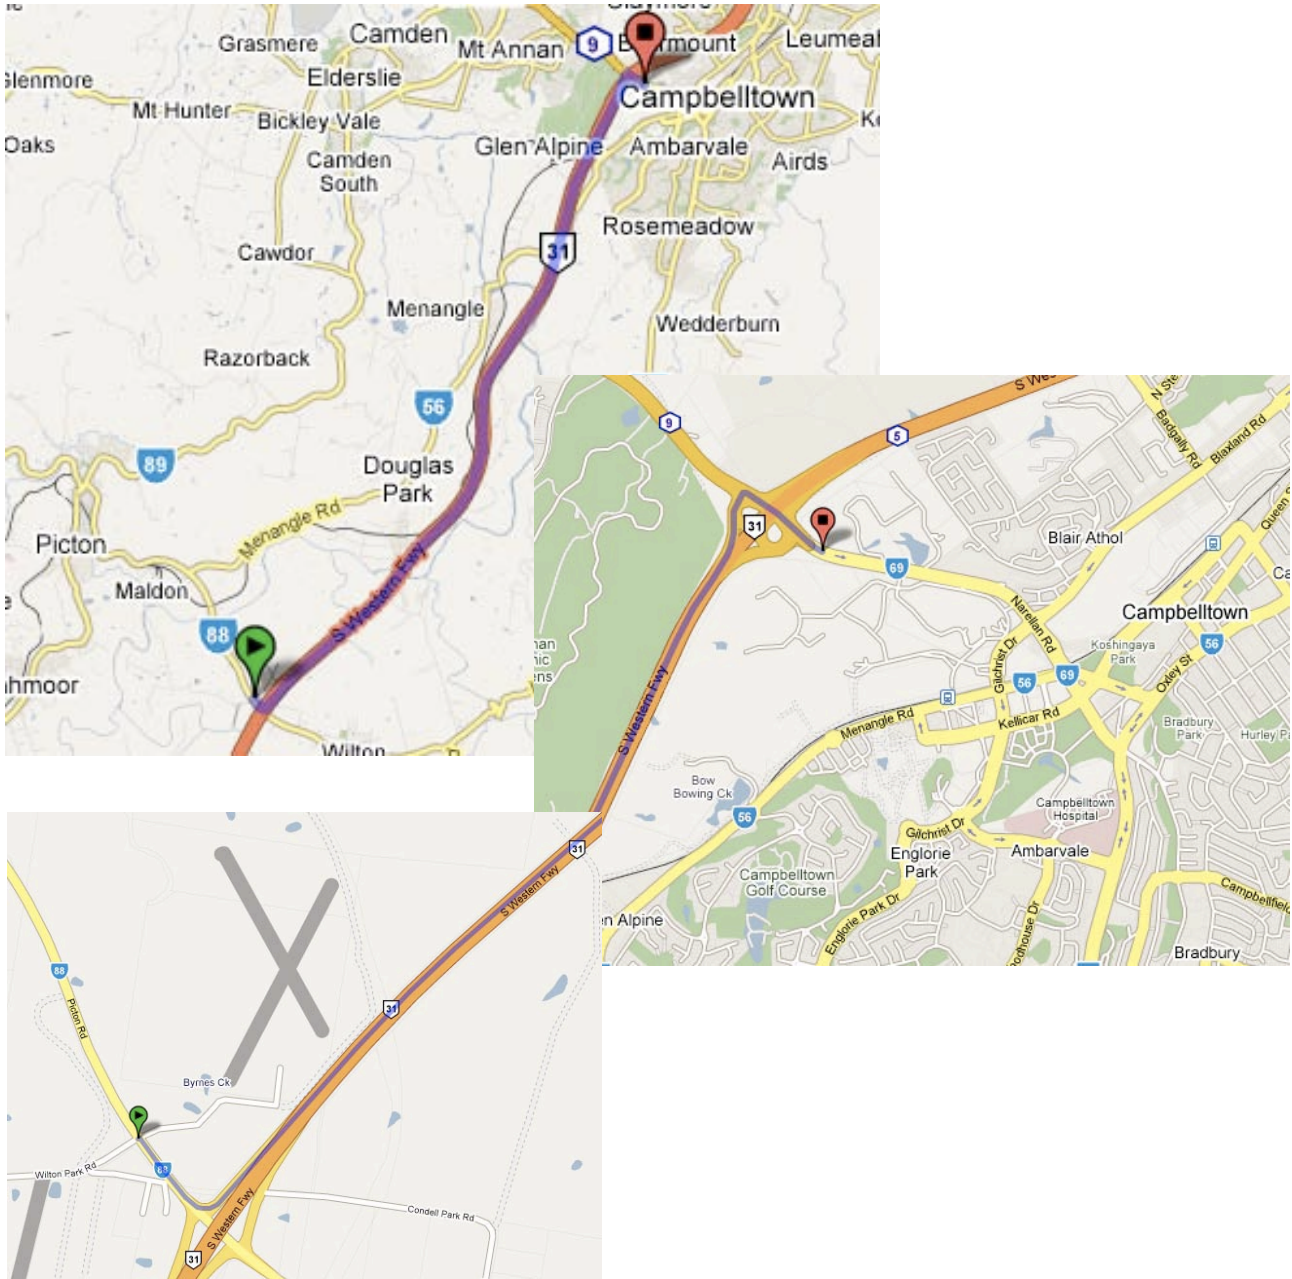 Grasmere
Camden
Mt Annan
9
Leumeah
Glenmore
Elderslie
Mt Hunter
Bickley Vale
Campbelltown
Oaks
Camden
South
Glen Alpine
Ambarvale
Airds
Cawdor
31
Rosemeadow
Menangle
Wedderburn
Razorback
56
89
Douglas
Park
Menangle Rd
Picton
S Western Fwy
Maldon
88
Wilton
9
5
Badgally Rd
Blaxland Rd
31
Blair Athol
69
Narellan Rd
Campbelltown
Gilchrist Dr
Koshingaya
Park
56
Oxley St
56
69
Menangle Rd
Kellicar Rd
Bradbury
Park
S Western Fwy
Bow
Bowing Ck
56
Campbelltown
Hospital
Gilchrist Dr
Englorie
Park
Ambarvale
Campbelltown
Golf Course
Englorie Park Dr
Bradbury
31
S Western Fwy
88
Picton Rd
31
Byrnes Ck
Wilton Park Rd
S Western Fwy
Condell Park Rd
31